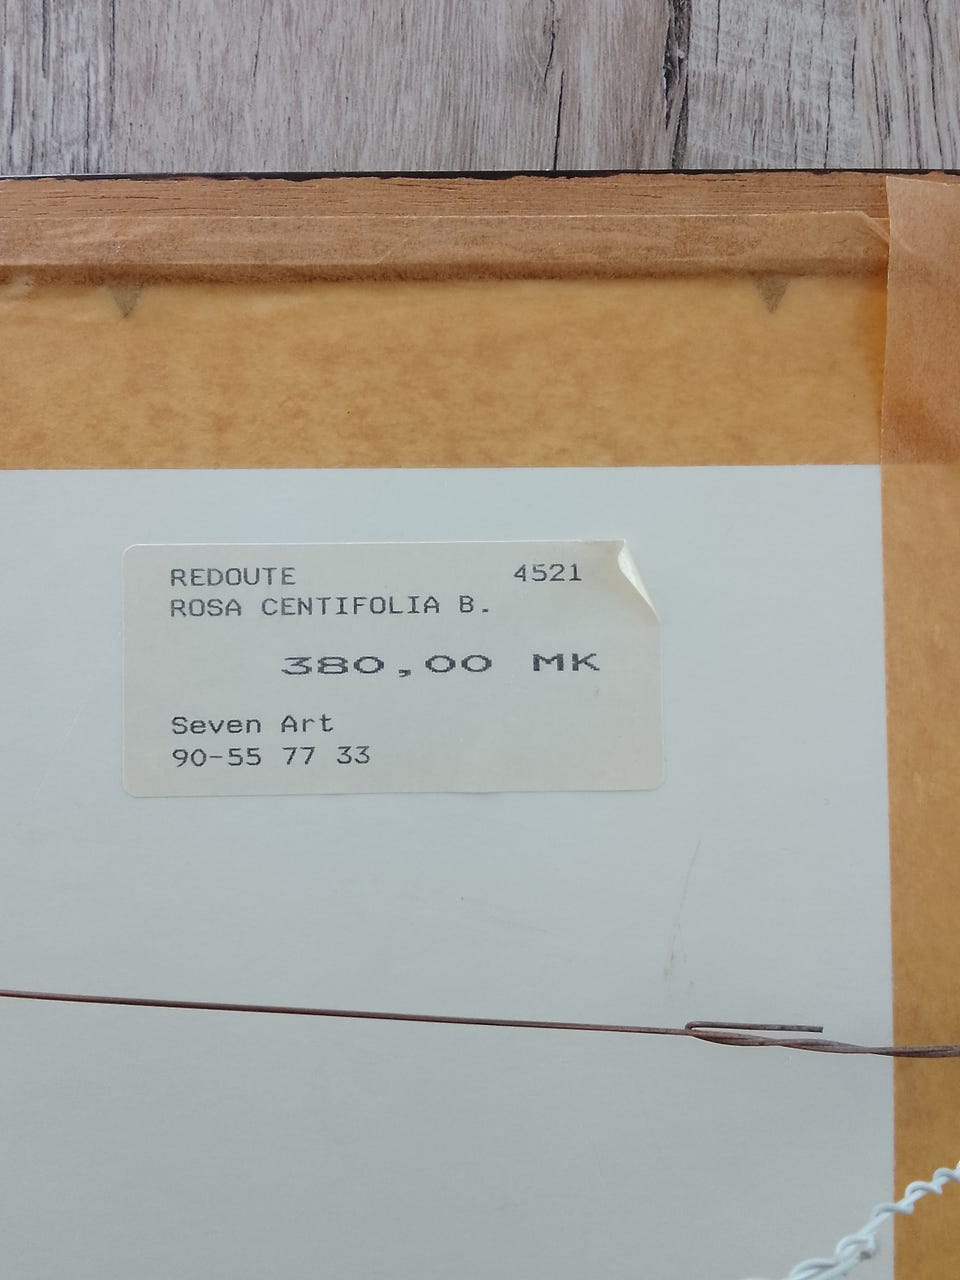 REDOUTE 4521
ROSA CENTIFOLIA B.
380,00 MK
Seven Art
90-55 77 33